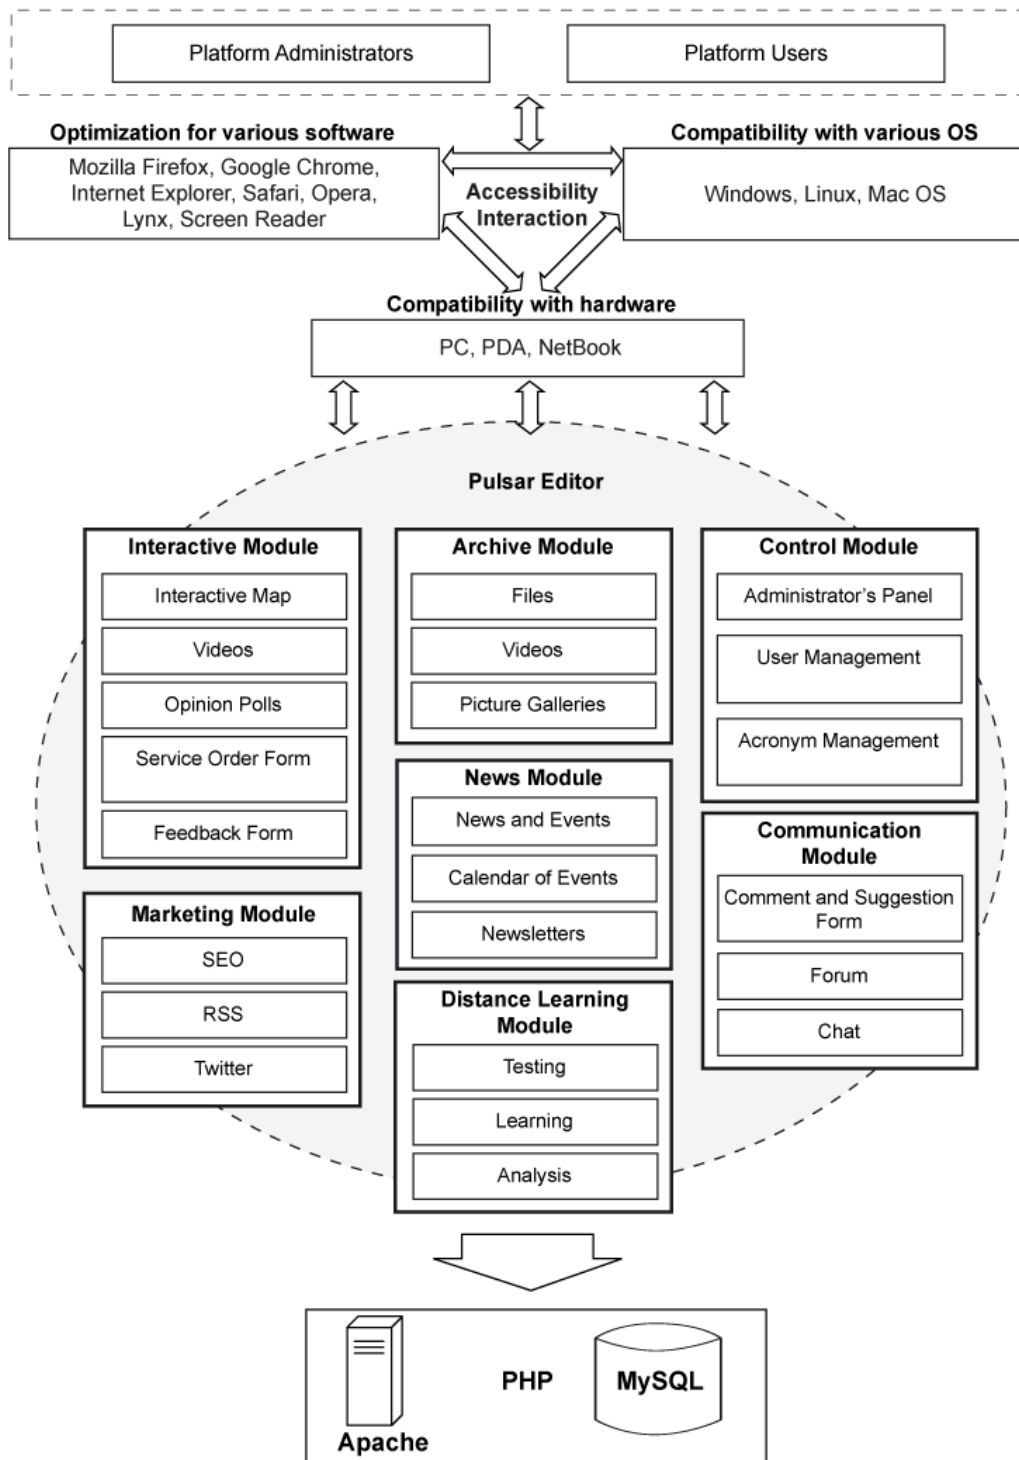 Platform Administrators
Platform Users
Optimization for various software
Compatibility with various OS
Mozilla Firefox, Google Chrome,
Internet Explorer, Safari, Opera,
Lynx, Screen Reader
Accessibility
Interaction
Windows, Linux, Mac OS
Compatibility with hardware
PC, PDA, NetBook
Pulsar Editor
Interactive Module
Interactive Map
Videos
Opinion Polls
Service Order Form
Feedback Form
Marketing Module
SEO
RSS
Twitter
Archive Module
Files
Videos
Picture Galleries
News Module
News and Events
Calendar of Events
Newsletters
Distance Learning
Module
Testing
Learning
Analysis
Control Module
Administrator's Panel
User Management
Acronym Management
Communication
Module
Comment and Suggestion
Form
Forum
Chat
Apache
PHP
MySQL